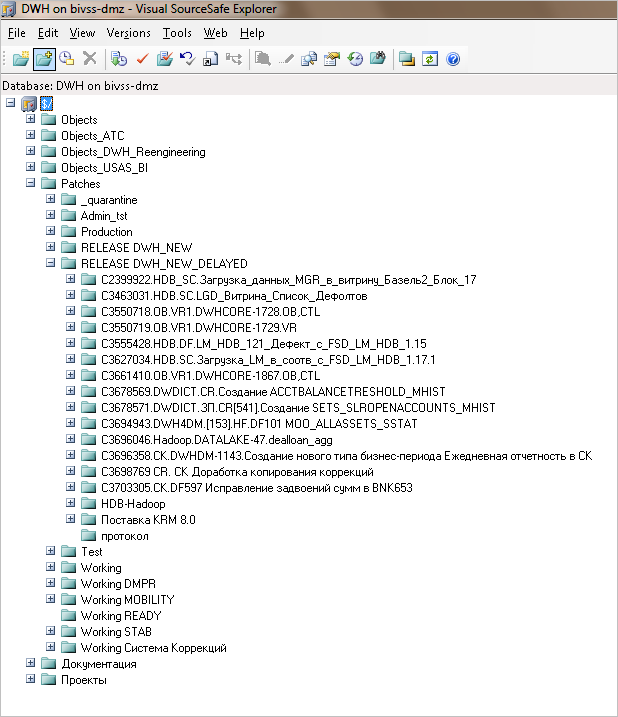 DWH on bivss-dmz - Visual SourceSafe Explorer
File Edit View Versions Tools Web Help
Database: DWH on bivss-dmz
$/
Objects
Objects_ATC
Objects_DWH_Reengineering
Objects_USAS_BI
Patches
_quarantine
Admin_tst
Production
RELEASE DWH_NEW
RELEASE DWH_NEW_DELAYED
C2399922.HDB_SC.Загрузка_данных_MGR_в_витрину_Базель2_Блок_17
C3463031.HDB.SC.LGD_Витрина_Список_Дефолтов
C3550718.OB.VR1.DWHCORE-1728.OB,CTL
C3550719.OB.VR1.DWHCORE-1729.VR
C3555428.HDB.DF.LM_HDB_121_Дефект_с_FSD_LM_HDB_1.15
C3627034.HDB.SC.Загрузка_LM_в_соотв_с_FSD_LM_HDB_1.17.1
C3661410.OB.VR1.DWHCORE-1867.OB,CTL
C3678569.DWDICT.CR.Создание ACCTBALANCETRESHOLD_MHIST
C3678571.DWDICT.ЗП.CR[541].Создание SETS_SLROPENACCOUNTS_MHIST
C3694943.DWH4DM.[153].HF.DF101 MOO_ALLASSETS_SSTAT
C3696046.Hadoop.DATALAKE-47.dealloan_agg
C3696358.СК.DWHDM-1143.Создание нового типа бизнес-периода Ежедневная отчетность в СК
C3698769 CR. СК Доработка копирования коррекций
C3703305.СК.DF597 Исправление задвоений сумм в BNK653
HDB-Hadoop
Поставка KRM 8.0
протокол
Test
Working
Working DMPR
Working MOBILITY
Working READY
Working STAB
Working Система Коррекций
Документация
Проекты